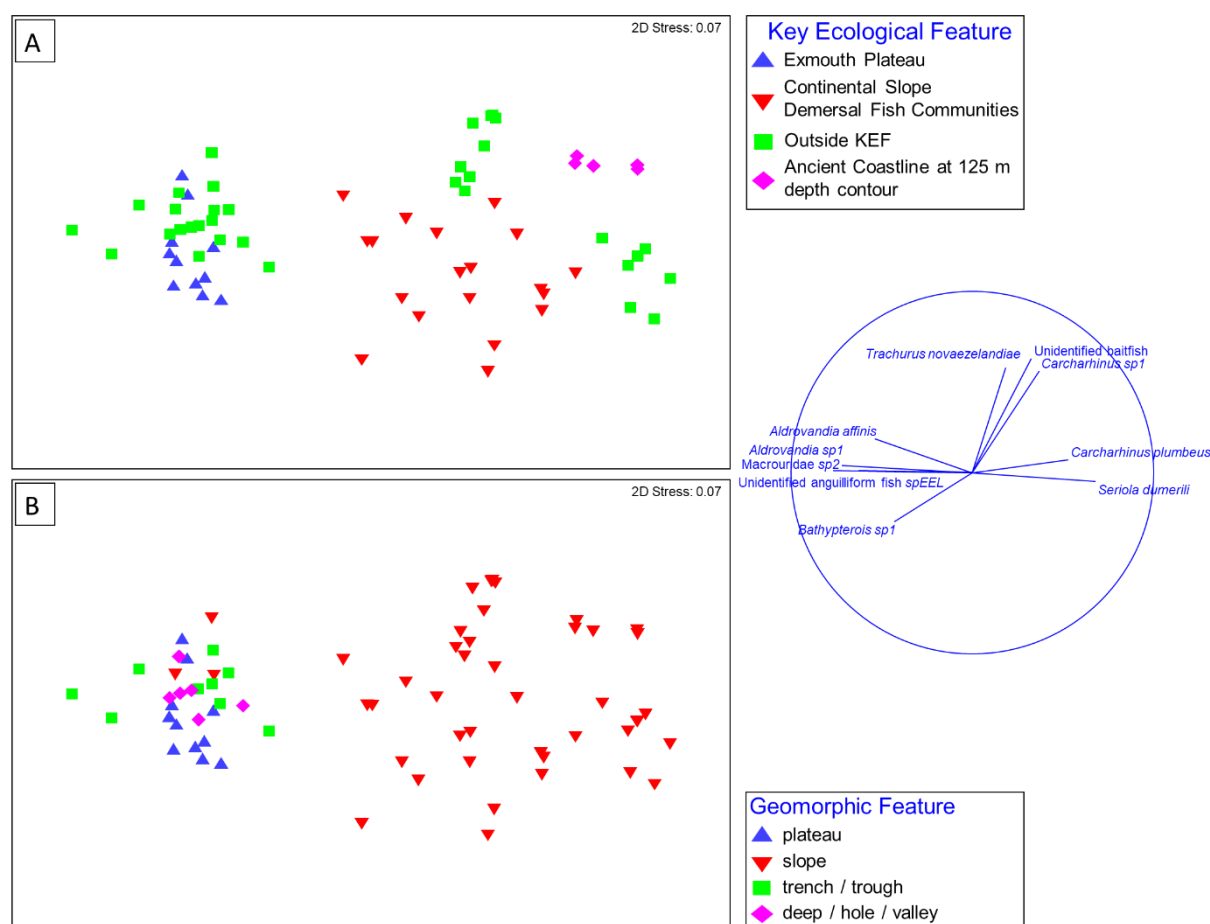 A
2D Stress: 0.07
Key Ecological Feature
Exmouth Plateau
Continental Slope
Demersal Fish Communities
Outside KEF
Ancient Coastline at 125 m
depth contour
Trachurus novaezelandiae
Unidentified baitfish
Carcharhinus sp1
Aldrovandia affinis
Aldrovandia sp1
Macrouridae sp2
Unidentified anguilliform fish spEEL
Carcharhinus plumbeus
Seriola dumerili
Bathypterois sp1
B
2D Stress: 0.07
Geomorphic Feature
plateau
slope
trench / trough
deep / hole / valley